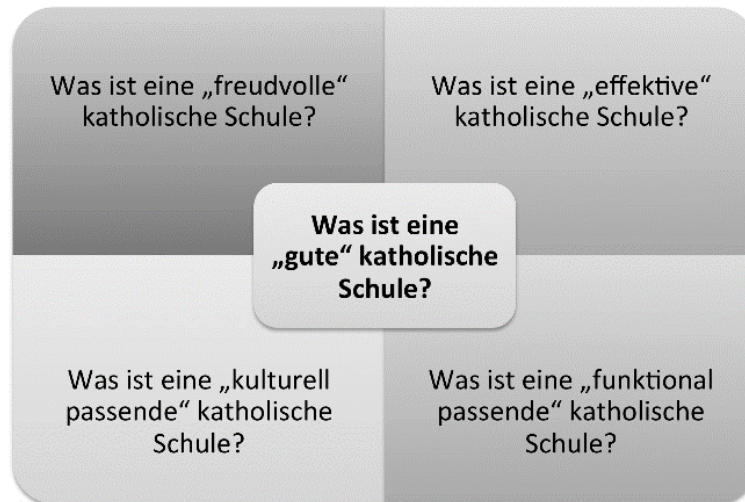 Was ist eine „freudvolle“
katholische Schule?
Was ist eine „effektive“
katholische Schule?
Was ist eine
„gute“ katholische
Schule?
Was ist eine „kulturell
passende“ katholische
Schule?
Was ist eine „funktional
passende“ katholische
Schule?